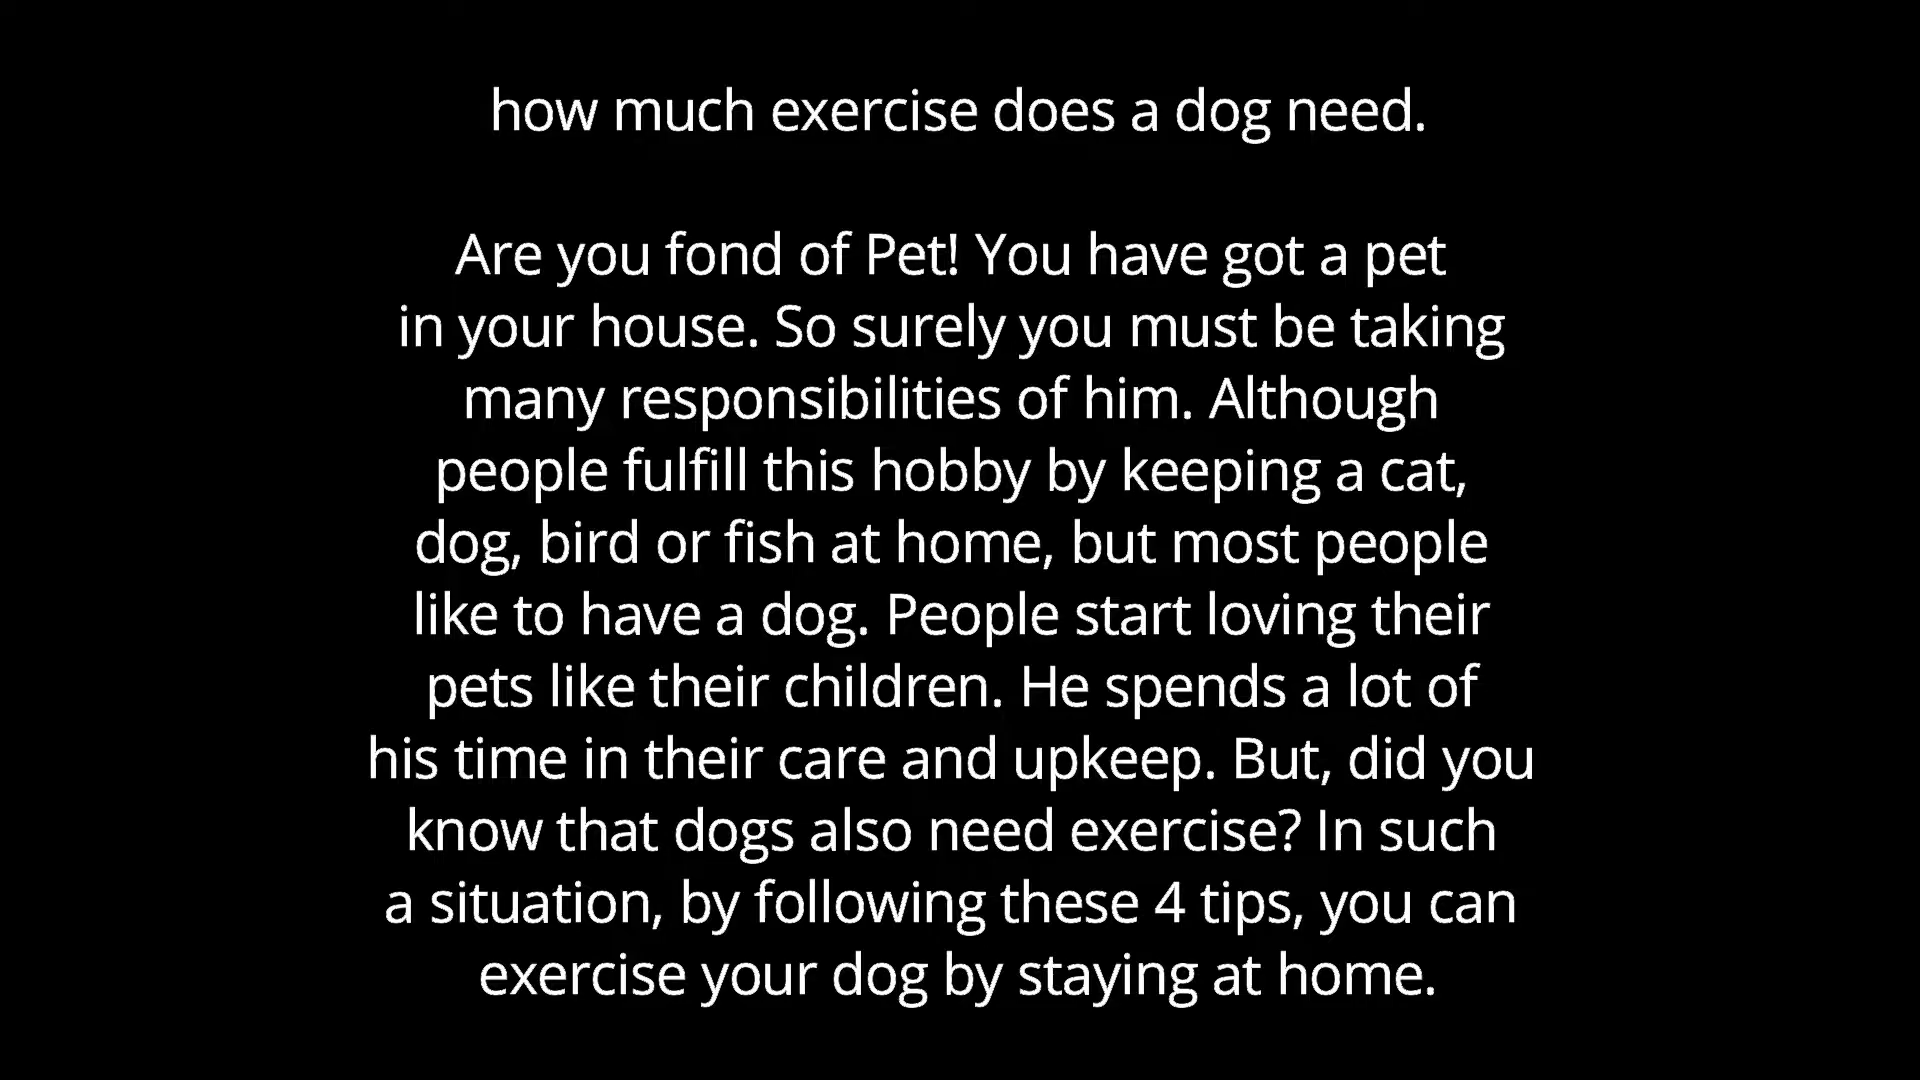 how much exercise does a dog need.
Are you fond of Pet! You have got a pet
in your house. So surely you must be taking
many responsibilities of him. Although
people fulfill this hobby by keeping a cat,
dog, bird or fish at home, but most people
like to have a dog. People start loving their
pets like their children. He spends a lot of
his time in their care and upkeep. But, did you
know that dogs also need exercise? In such
a situation, by following these 4 tips, you can
exercise your dog by staying at home.